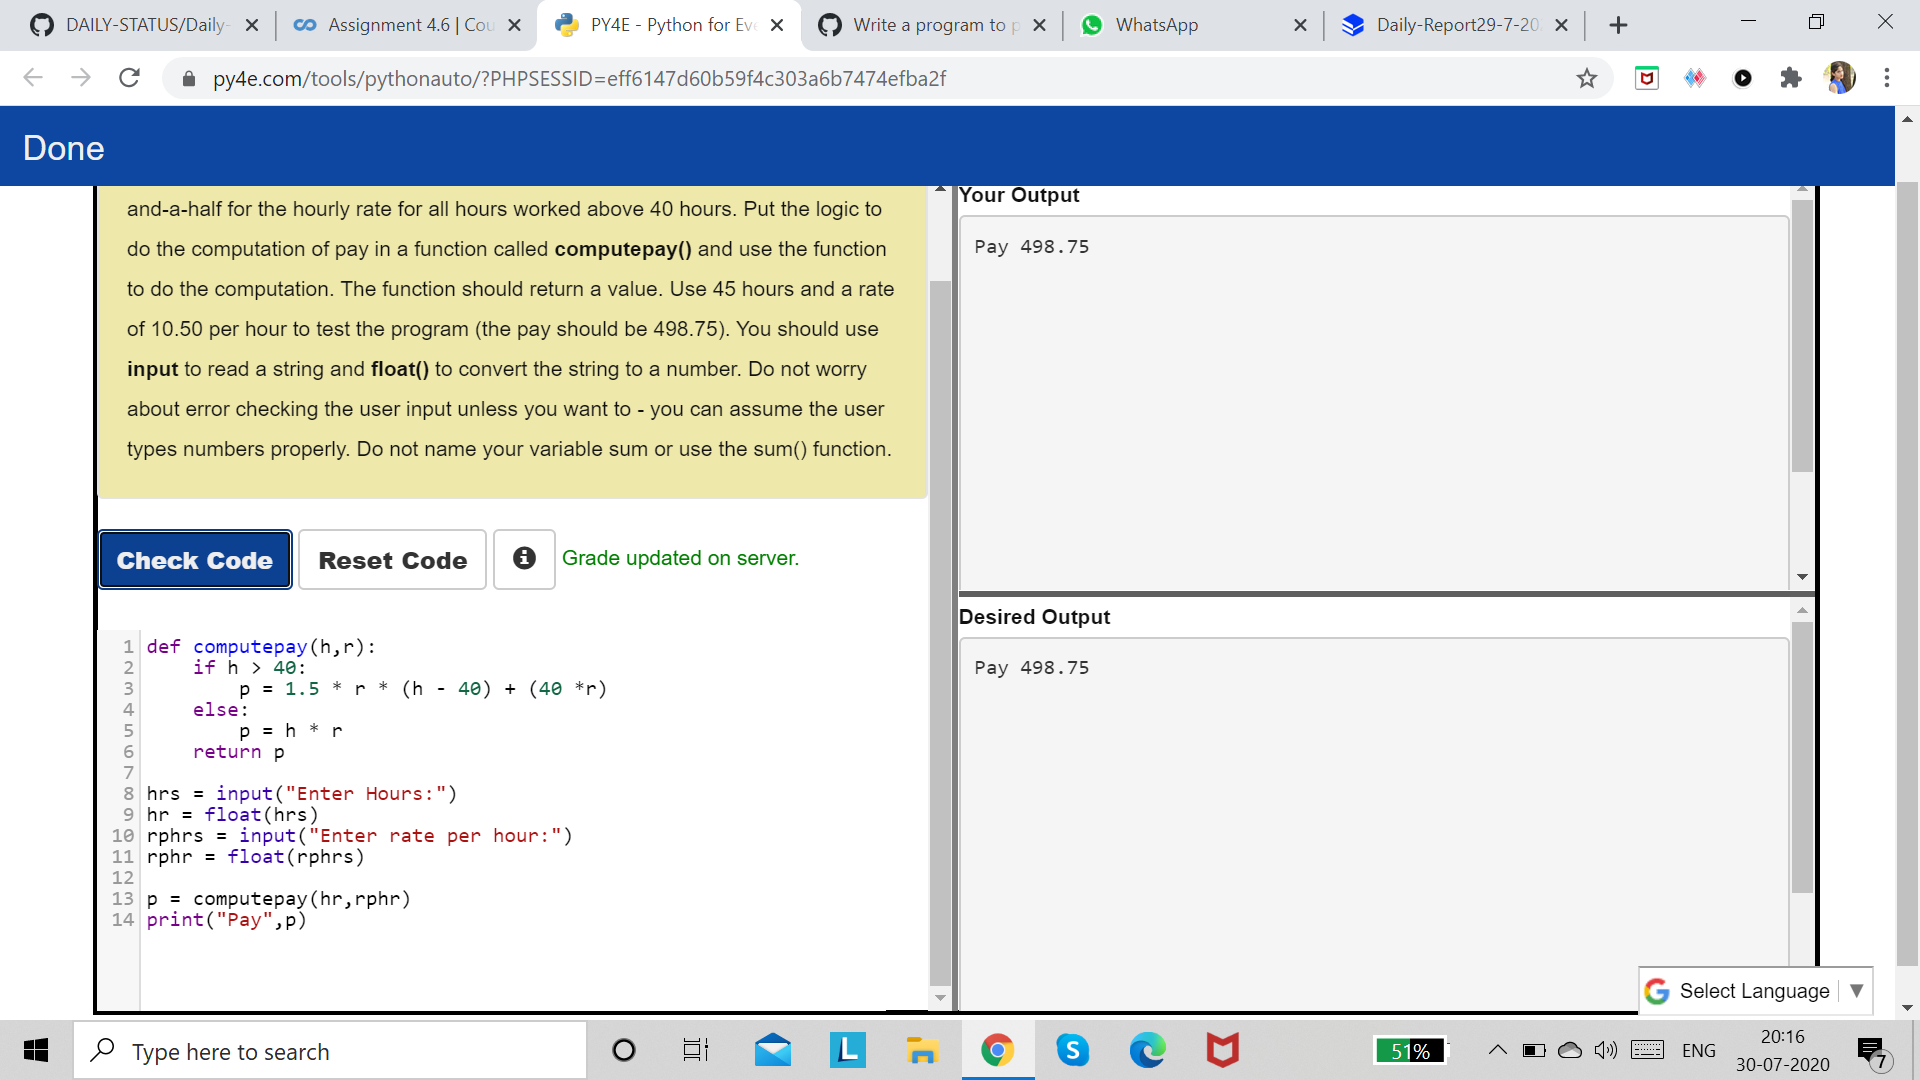 DAILY-STATUS/Daily-
Assignment 4.6 | Cou
PY4E - Python for Eve
Write a program to p
WhatsApp
Daily-Report29-7-20
py4e.com/tools/pythonauto/?PHPSESSID=eff6147d60b59f4c303a6b7474efba2f
Done
and-a-half for the hourly rate for all hours worked above 40 hours. Put the logic to
do the computation of pay in a function called computepay() and use the function
to do the computation. The function should return a value. Use 45 hours and a rate
of 10.50 per hour to test the program (the pay should be 498.75). You should use
input to read a string and float() to convert the string to a number. Do not worry
about error checking the user input unless you want to - you can assume the user
types numbers properly. Do not name your variable sum or use the sum() function.
Check Code
Reset Code
Grade updated on server.
1 def computepay(h,r):
2     if h > 40:
3         p = 1.5 * r * (h - 40) + (40 *r)
4     else:
5         p = h * r
6     return p
7
8 hrs = input("Enter Hours:")
9 hr = float(hrs)
10 rphrs = input("Enter rate per hour:")
11 rphr = float(rphrs)
12
13 p = computepay(hr,rphr)
14 print("Pay",p)
Your Output
Pay 498.75
Desired Output
Pay 498.75
G Select Language
Type here to search
L
S
51%
ENG
20:16
30-07-2020
7